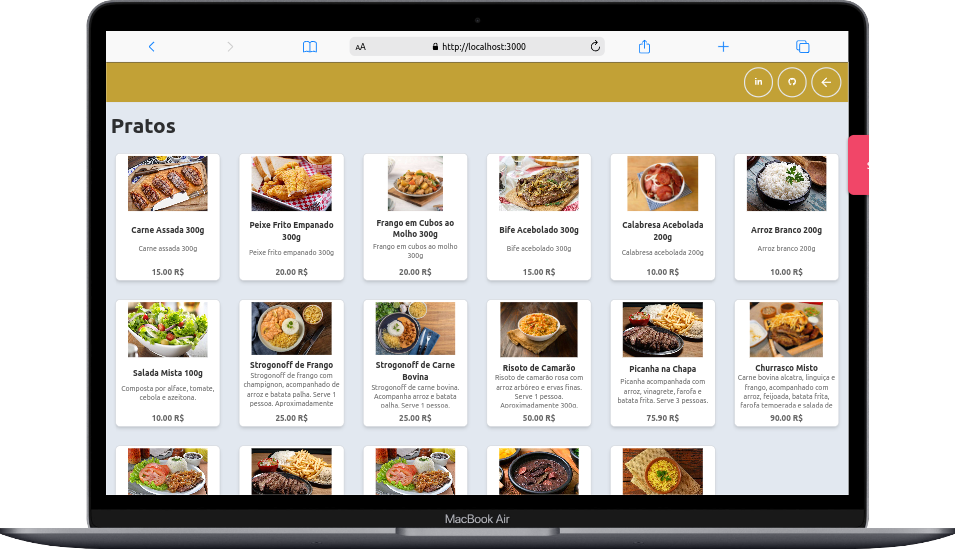 AA
http://localhost:3000
in
Pratos
Carne Assada 300g
Carne assada 300g
15.00 R$
Peixe Frito Empanado
300g
Peixe frito empanado 300g
20.00 R$
Frango em Cubos ao
Molho 300g
Frango em cubos ao molho
300g
20.00 R$
Bife Acebolado 300g
Bife acebolado 300g
15.00 R$
Calabresa Acebolada
200g
Calabresa acebolada 200g
10.00 R$
Arroz Branco 200g
Arroz branco 200g
10.00 R$
Salada Mista 100g
Composta por alface, tomate,
cebola e azeitona.
10.00 R$
Strogonoff de Frango
Strogonoff de frango com
champignon, acompanhado de
arroz e batata palha. Serve 1
pessoa. Aproximadamente
25.00 R$
Strogonoff de Carne
Bovina
Strogonoff de carne bovina.
Acompanha arroz e batata
palha. Serve 1 pessoa.
25.00 R$
Risoto de Camarão
Risoto de camarão rosa com
arroz arbóreo e ervas finas.
Serve 1 pessoa.
Aproximadamente 300g.
50.00 R$
Picanha na Chapa
Picanha acompanhada com
arroz, vinagrete, farofa e
batata frita. Serve 3 pessoas.
75.90 R$
Churrasco Misto
Carne bovina alcatra, linguiça e
frango, acompanhado com
arroz, feijoada, batata frita,
farofa temperada e salada de
90.00 R$
MacBook Air